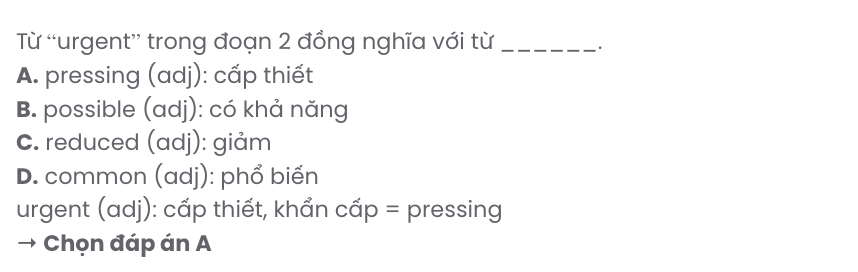 Từ “urgent” trong đoạn 2 đồng nghĩa với từ ______.
A. pressing (adj): cấp thiết
B. possible (adj): có khả năng
C. reduced (adj): giảm
D. common (adj): phổ biến
urgent (adj): cấp thiết, khẩn cấp = pressing
→ Chọn đáp án A